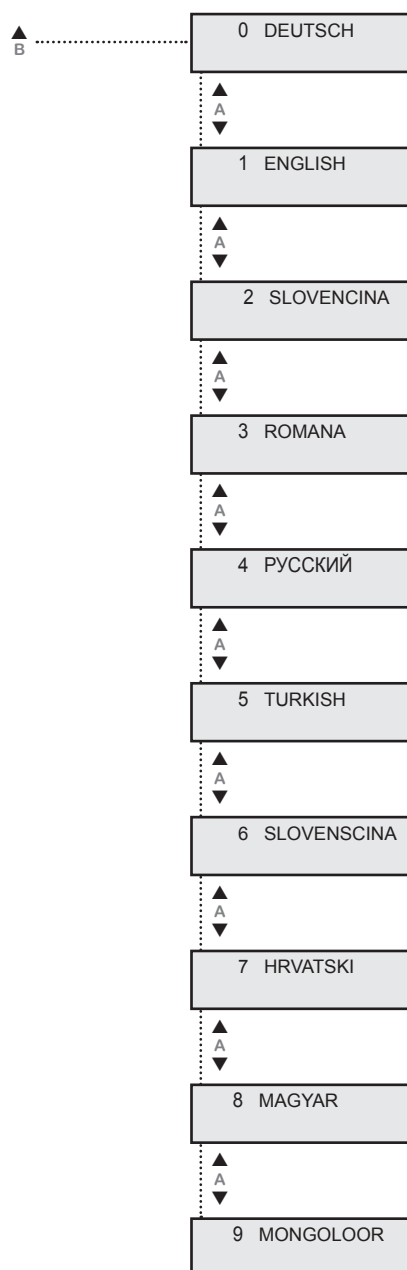 0 DEUTSCH
▲
B
▲
A
▼
1 ENGLISH
▲
A
▼
2 SLOVENCINA
▲
A
▼
3 ROMANA
▲
A
▼
4 РУССКИЙ
▲
A
▼
5 TURKISH
▲
A
▼
6 SLOVENSCINA
▲
A
▼
7 HRVATSKI
▲
A
▼
8 MAGYAR
▲
A
▼
9 MONGOLOOR